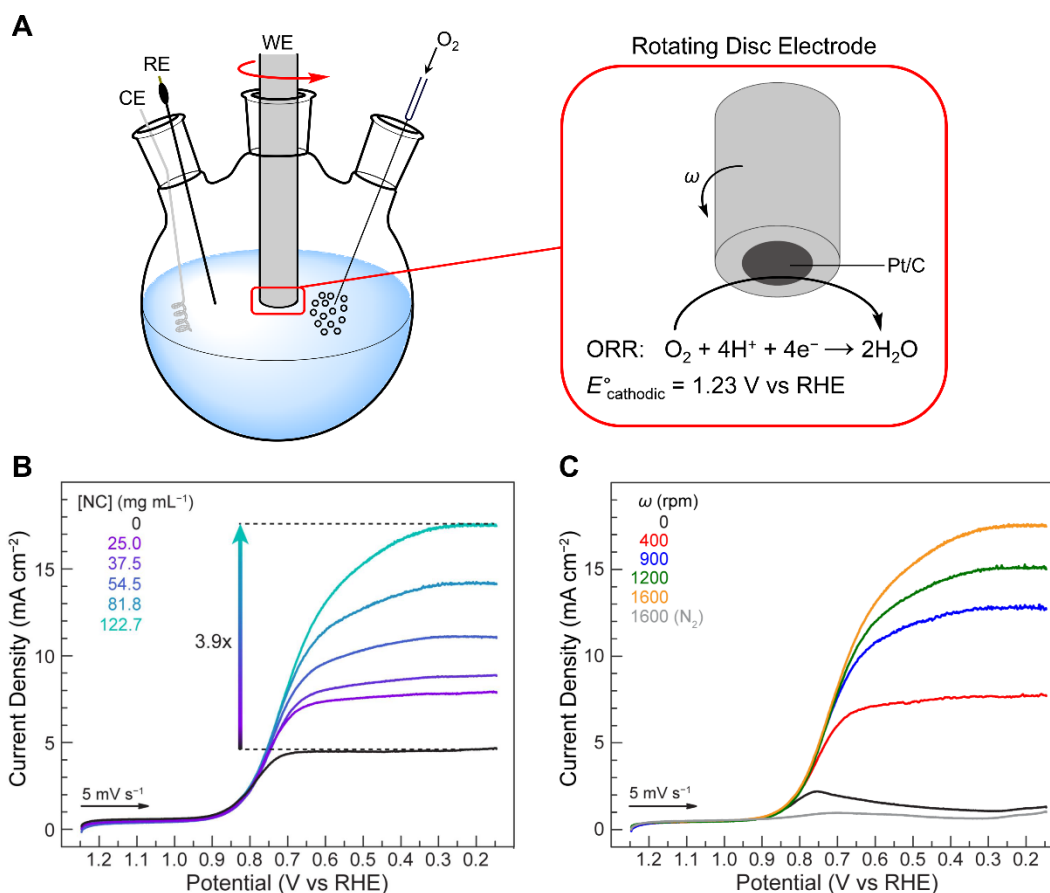 A
RE
CE
WE
O₂
Rotating Disc Electrode
ω
Pt/C
ORR: O₂ + 4H⁺ + 4e⁻ → 2H₂O
E°cathodic = 1.23 V vs RHE
B
[NC] (mg mL⁻¹)
0
25.0
37.5
54.5
81.8
122.7
3.9x
5 mV s⁻¹
15
10
5
0
Current Density (mA cm⁻²)
1.2 1.1 1.0 0.9 0.8 0.7 0.6 0.5 0.4 0.3 0.2
Potential (V vs RHE)
C
ω (rpm)
0
400
900
1200
1600
1600 (N₂)
5 mV s⁻¹
15
10
5
0
Current Density (mA cm⁻²)
1.2 1.1 1.0 0.9 0.8 0.7 0.6 0.5 0.4 0.3 0.2
Potential (V vs RHE)